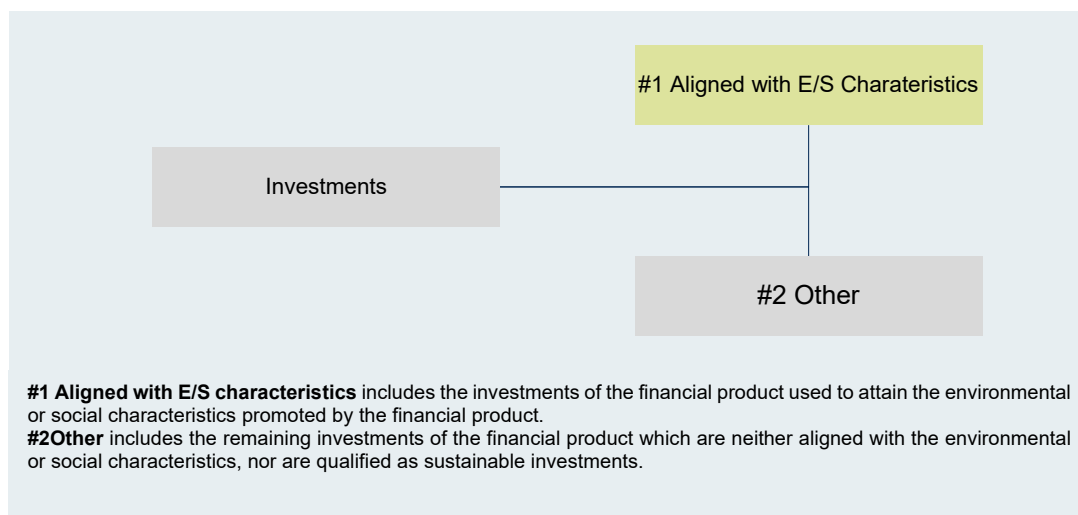 #1 Aligned with E/S Charateristics
Investments
#2 Other
#1 Aligned with E/S characteristics includes the investments of the financial product used to attain the environmental
or social characteristics promoted by the financial product.
#2Other includes the remaining investments of the financial product which are neither aligned with the environmental
or social characteristics, nor are qualified as sustainable investments.